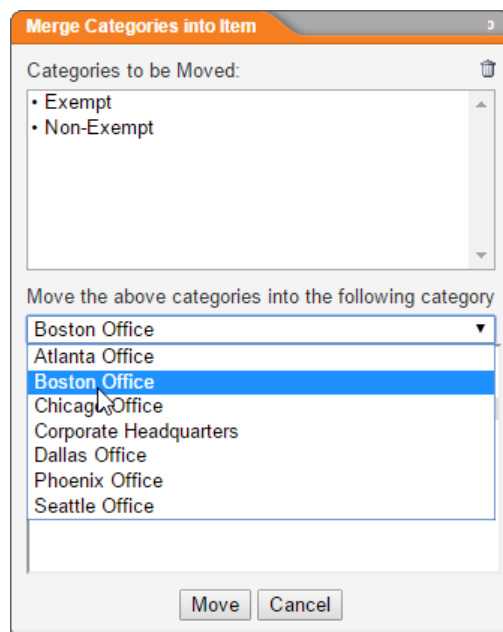 Merge Categories into Item
Categories to be Moved:
• Exempt
• Non-Exempt
Move the above categories into the following category
Boston Office
Atlanta Office
Boston Office
Chicago Office
Corporate Headquarters
Dallas Office
Phoenix Office
Seattle Office
Move Cancel